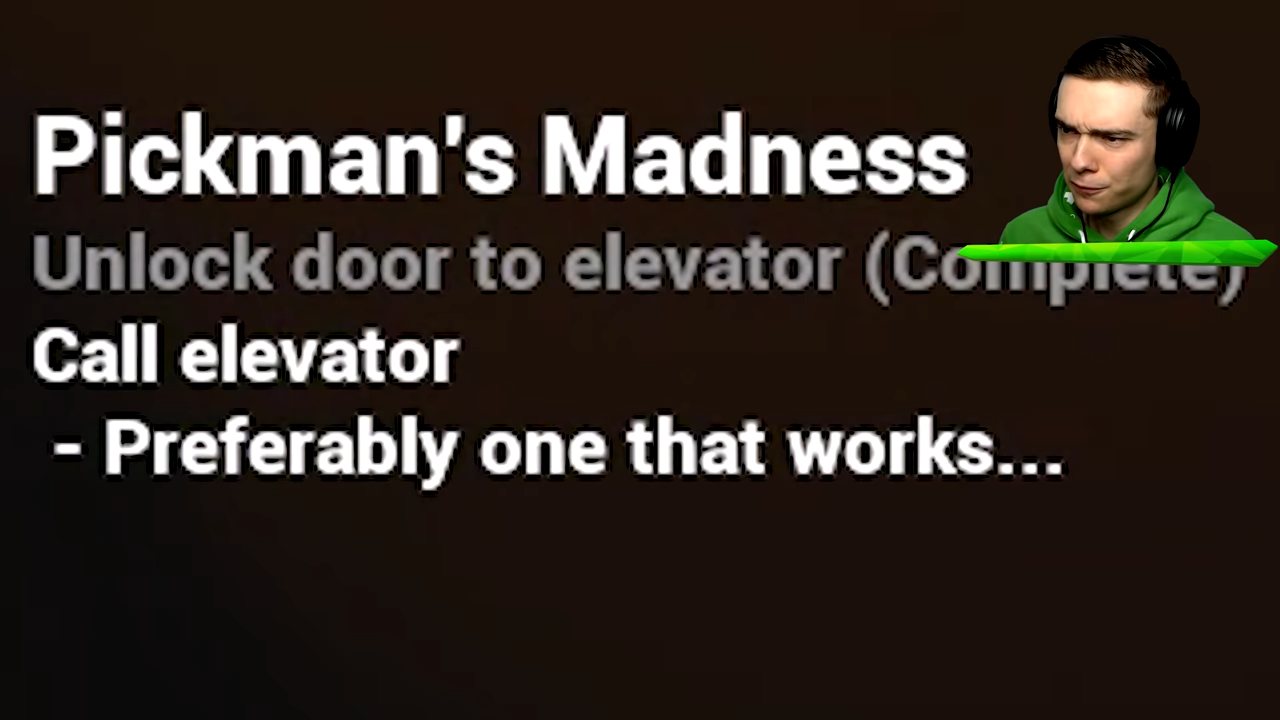 Pickman's Madness
Unlock door to elevator (Complete)
Call elevator
- Preferably one that works...